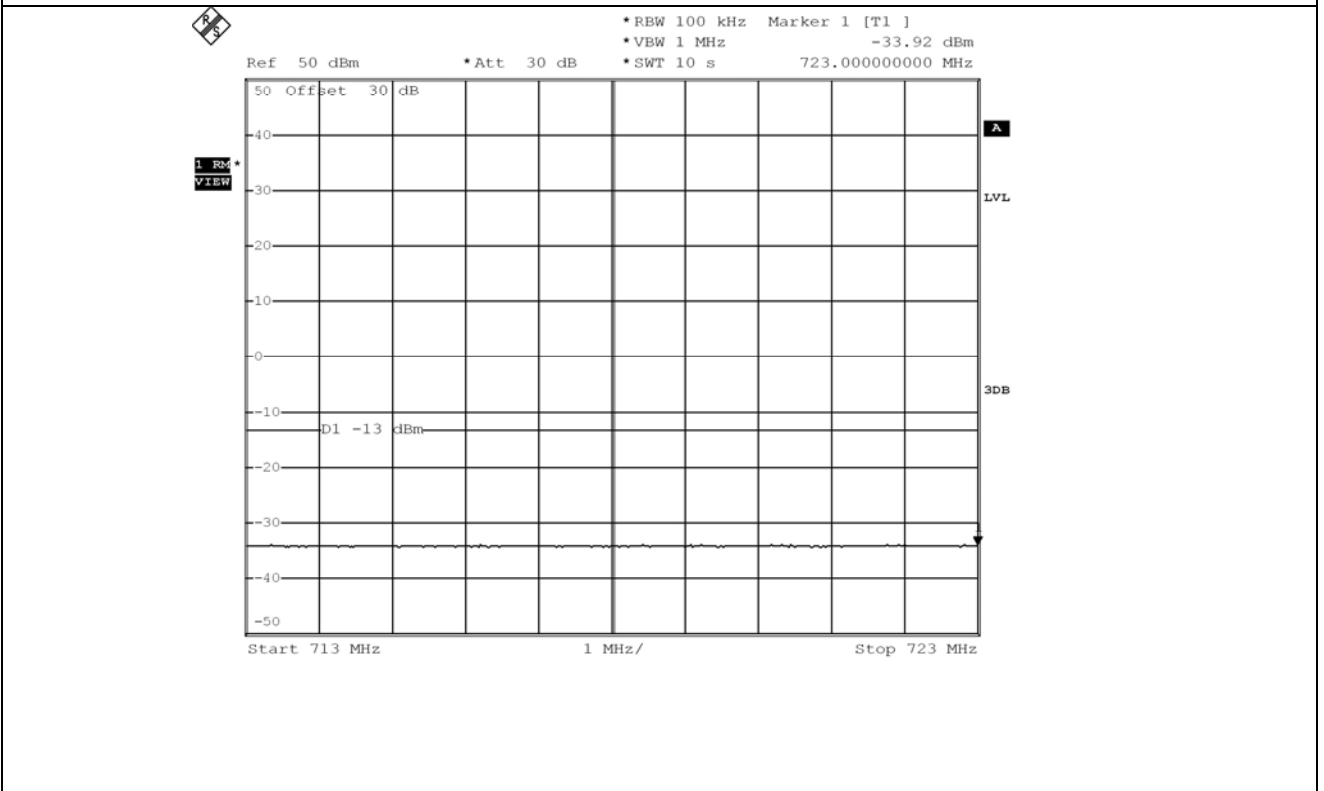 R S
*RBW 100 kHz Marker 1 [T1 ]
*VBW 1 MHz -33.92 dBm
Ref 50 dBm *Att 30 dB *SWT 10 s 723.000000000 MHz
50 Offset 30 dB
A
40
1 RM *
VIEW
30
LVL
20
10
0
3DB
-10
D1 -13 dBm
-20
-30
-40
-50
Start 713 MHz 1 MHz/ Stop 723 MHz